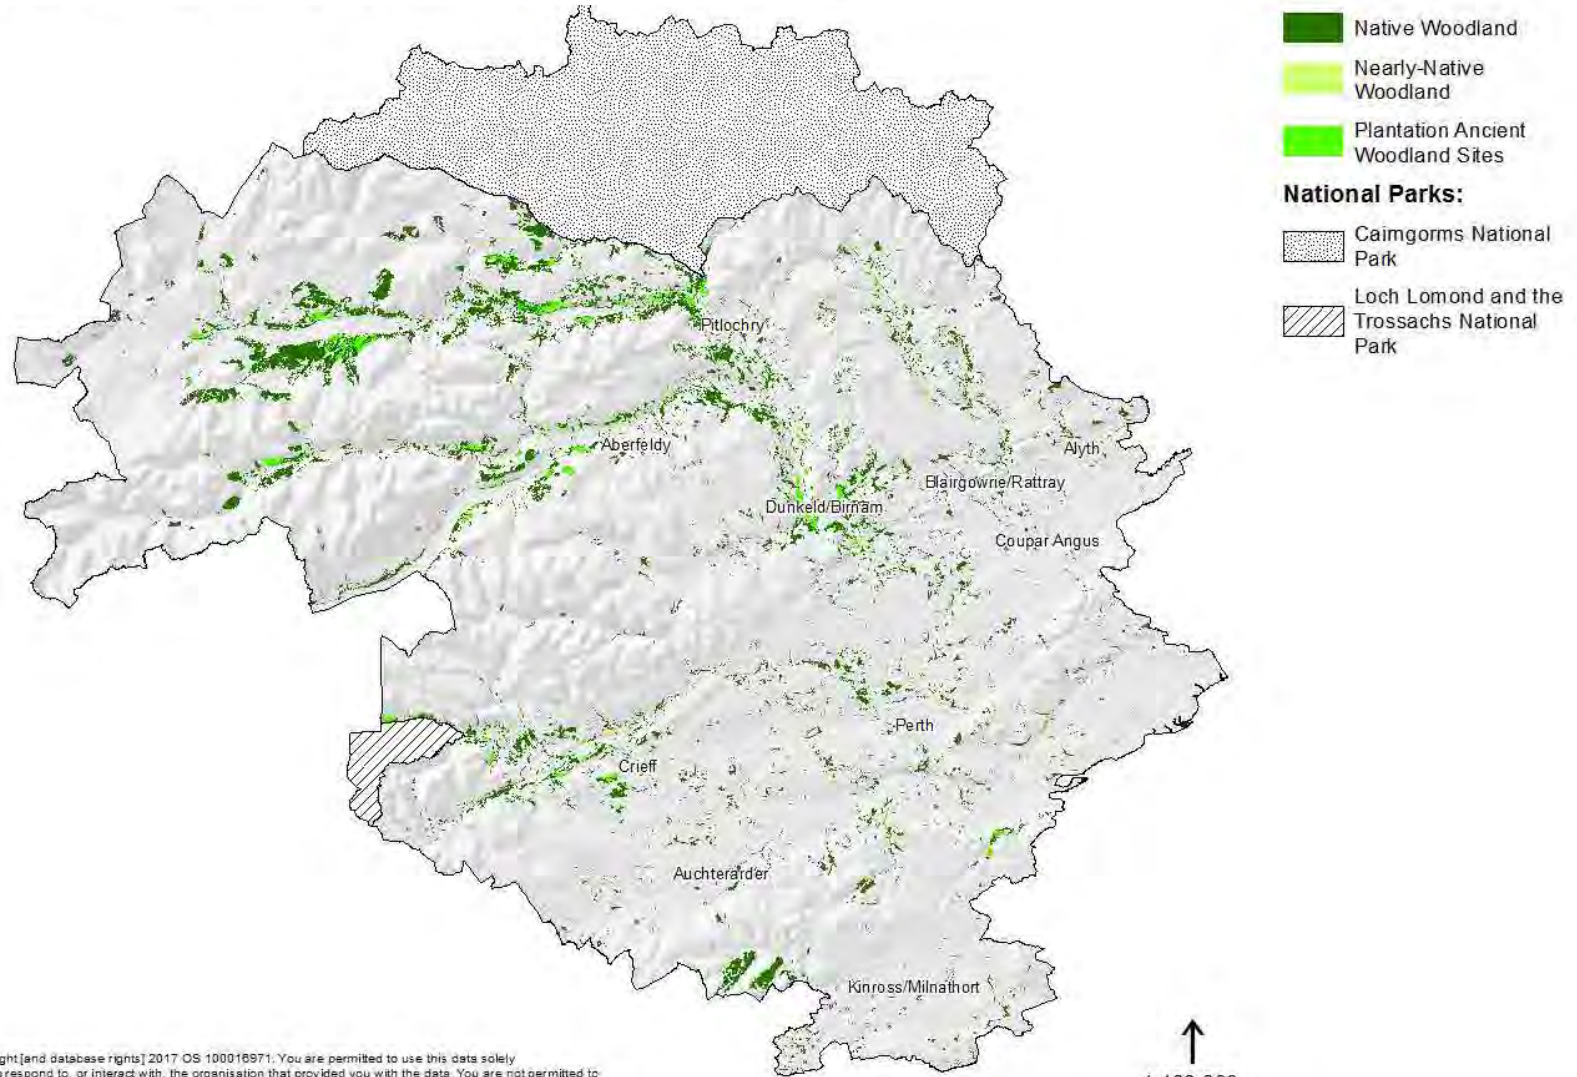 Native Woodland
Nearly-Native
Woodland
Plantation Ancient
Woodland Sites
National Parks:
Cairngorms National
Park
Loch Lomond and the
Trossachs National
Park
Pitlochry
Aberfeldy
Alyth
Blairgowrie/Rattray
Dunkeld/Birnam
Coupar Angus
Perth
Crieff
Auchterarder
Kinross/Milnathort
ght [and database rights] 2017 OS 100016971. You are permitted to use this data solely
respond to, or interact with, the organisation that provided you with the data. You are not permitted to